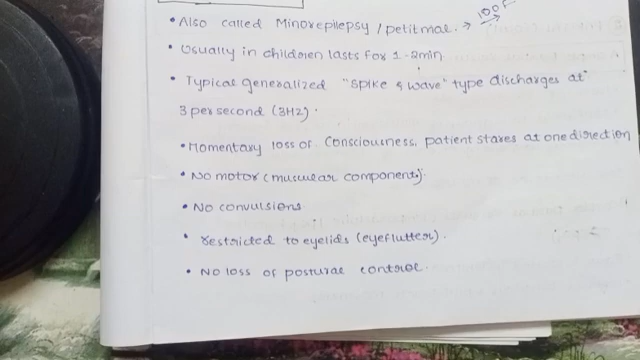 • Also called Minorepilepsy / petitmal. → 100
• Usually in children lasts for 1-2min
• Typical generalized "spike & wave" type discharges at
3 per second (3Hz).
• Momentary loss of consciousness, patient stares at one direction
• No motor (muscular component).
• No convulsions
• restricted to eyelids (eyeflutter).
• No loss of postural control.